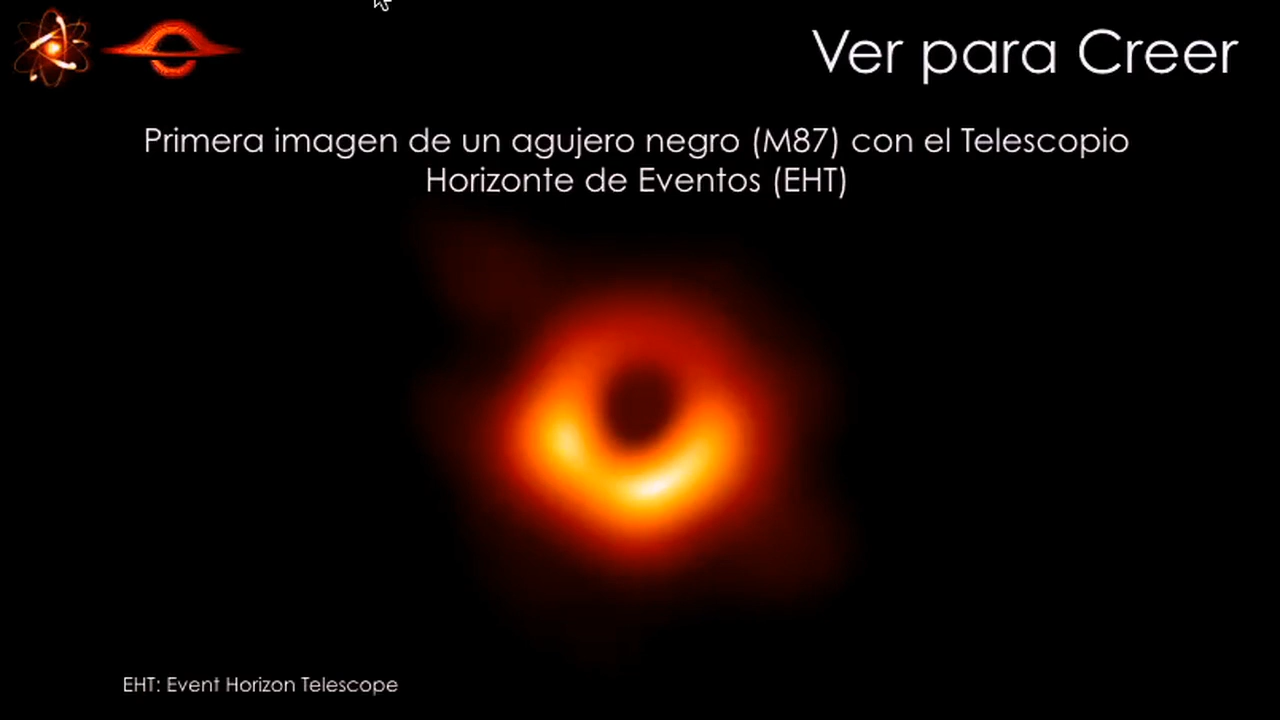 Ver para Creer
Primera imagen de un agujero negro (M87) con el Telescopio
Horizonte de Eventos (EHT)
EHT: Event Horizon Telescope